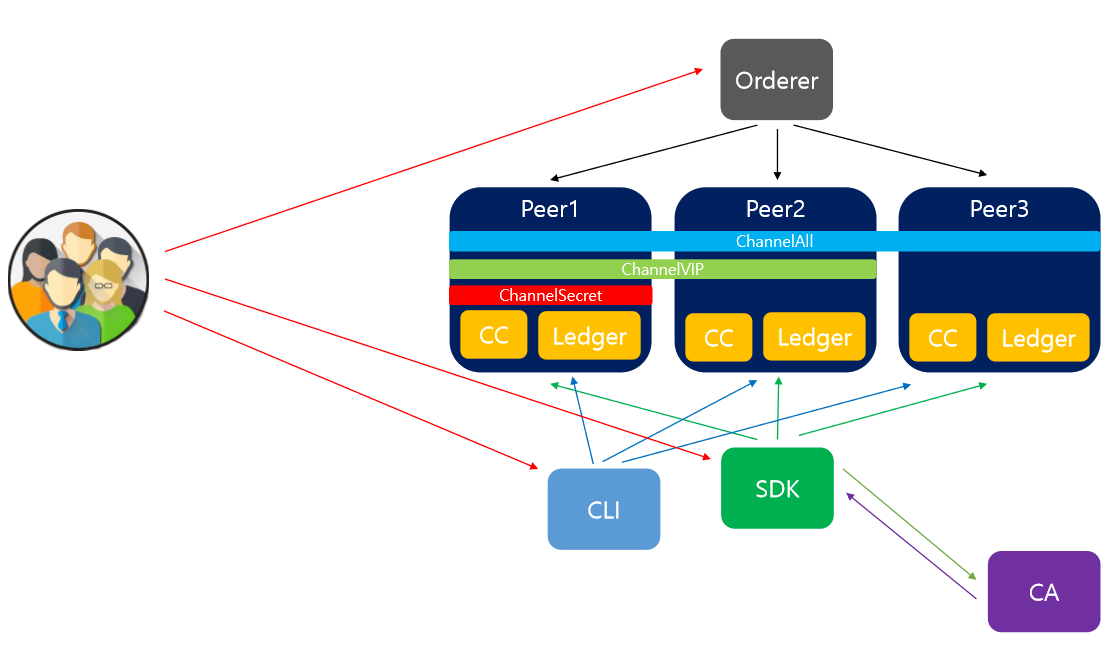 Orderer
Peer1
Peer2
Peer3
ChannelAll
ChannelVIP
ChannelSecret
CC
Ledger
CC
Ledger
CC
Ledger
CLI
SDK
CA